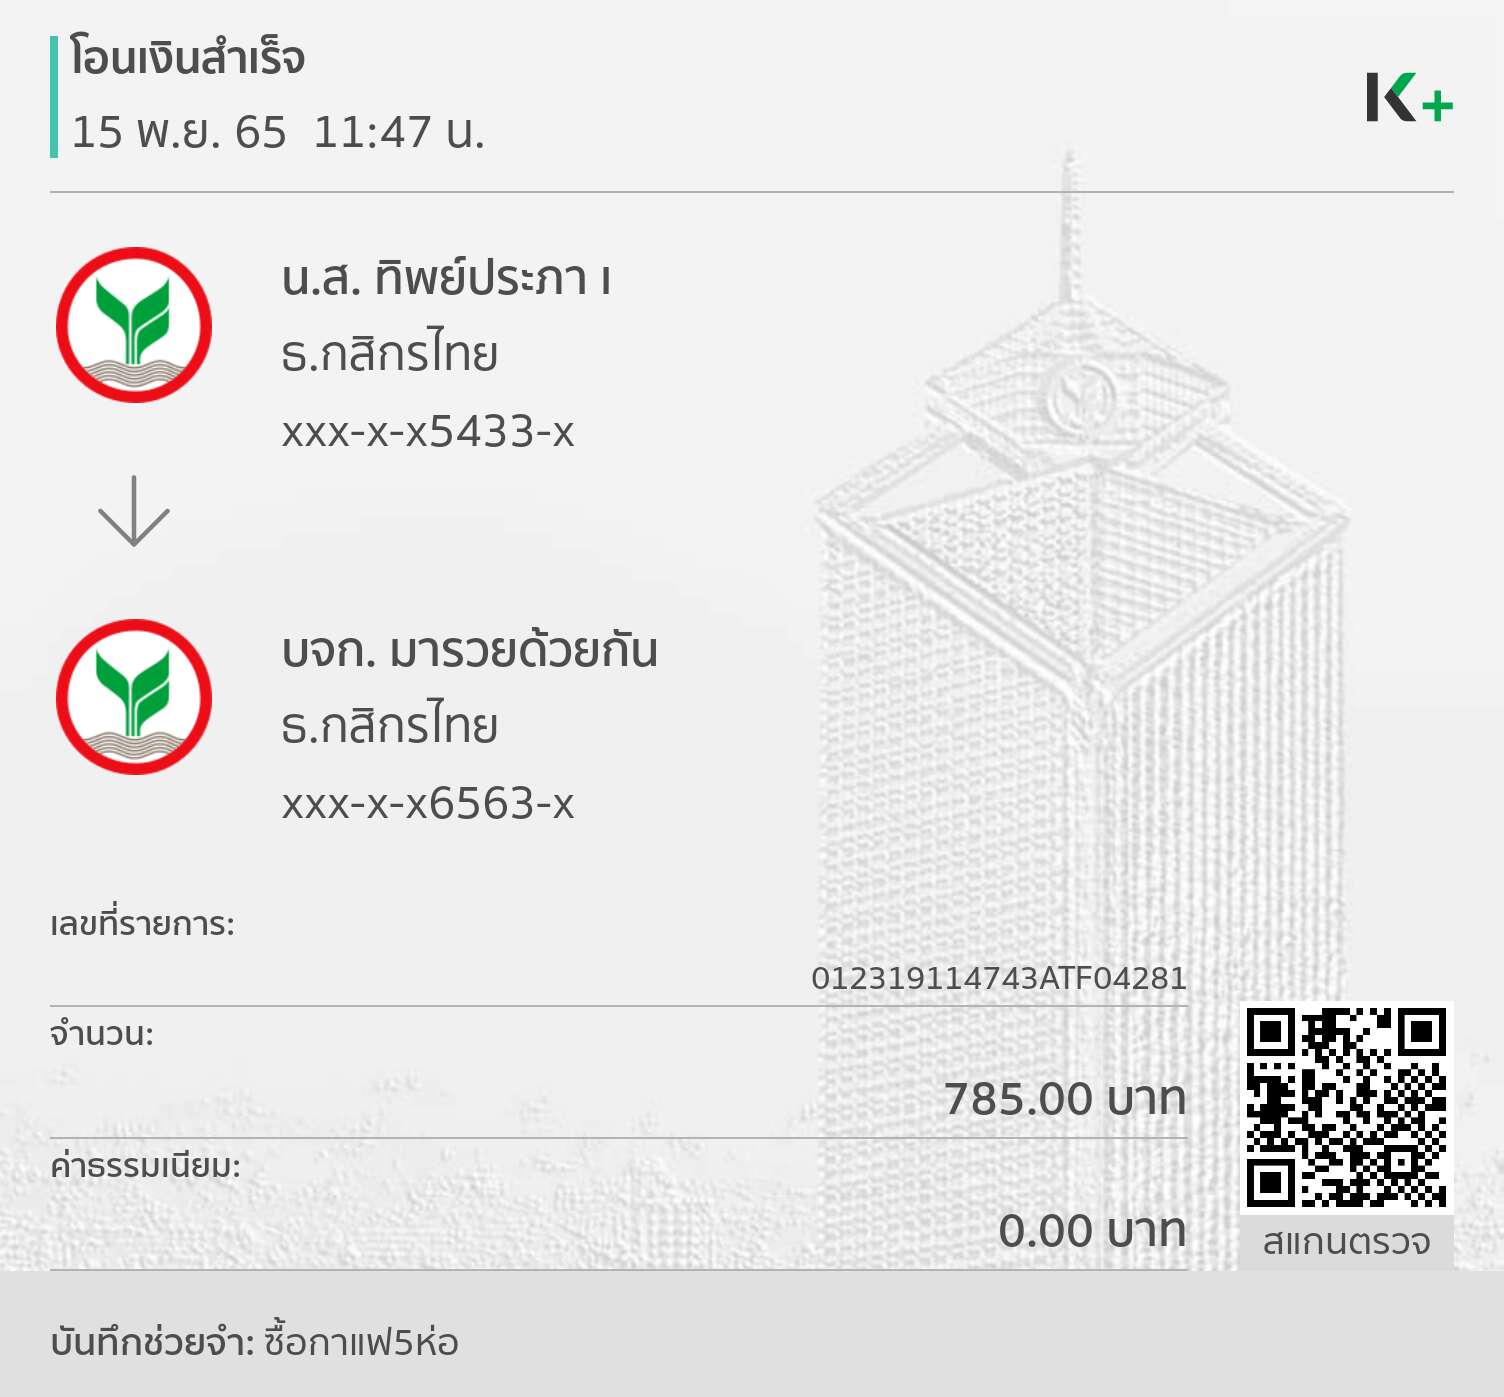 โอนเงินสำเร็จ
15 พ.ย. 65 11:47 น.
K+
น.ส. ทิพย์ประภา เ
ธ.กสิกรไทย
xxx-x-x5433-x
บจก. มารวยด้วยกัน
ธ.กสิกรไทย
xxx-x-x6563-x
เลขที่รายการ:
012319114743ATF04281
จำนวน:
785.00 บาท
ค่าธรรมเนียม:
0.00 บาท
สแกนตรวจ
บันทึกช่วยจำ: ซื้อกาแฟ5ห่อ